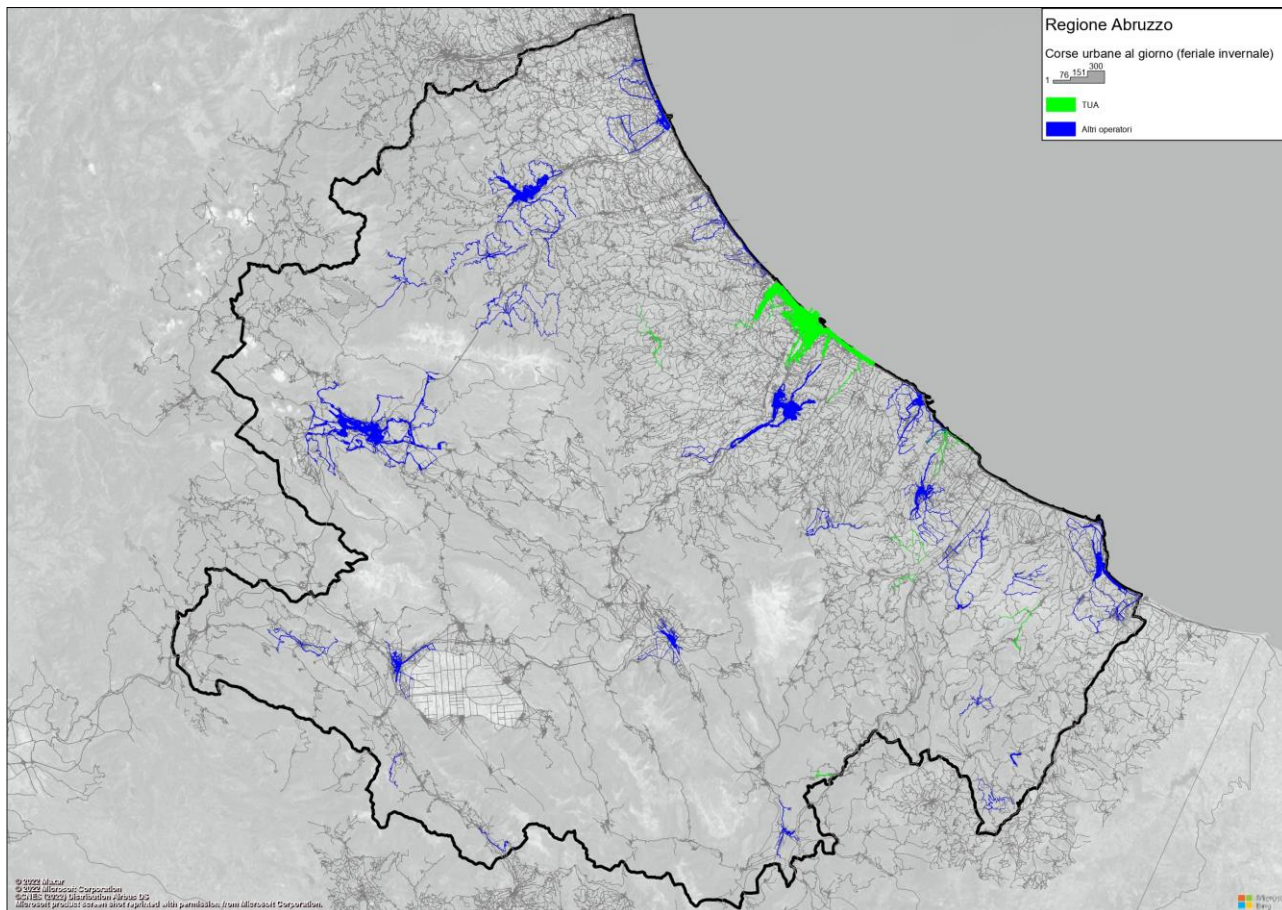 Regione Abruzzo
Corse urbane al giorno (feriale invernale)
1 76 151 300
TUA
Altri operatori
© 2022 Maxar
© 2022 Microsoft Corporation
©CNES (2022) Distribution Airbus DS
Microsoft product screen shot reprinted with permission from Microsoft Corporation.
Bing